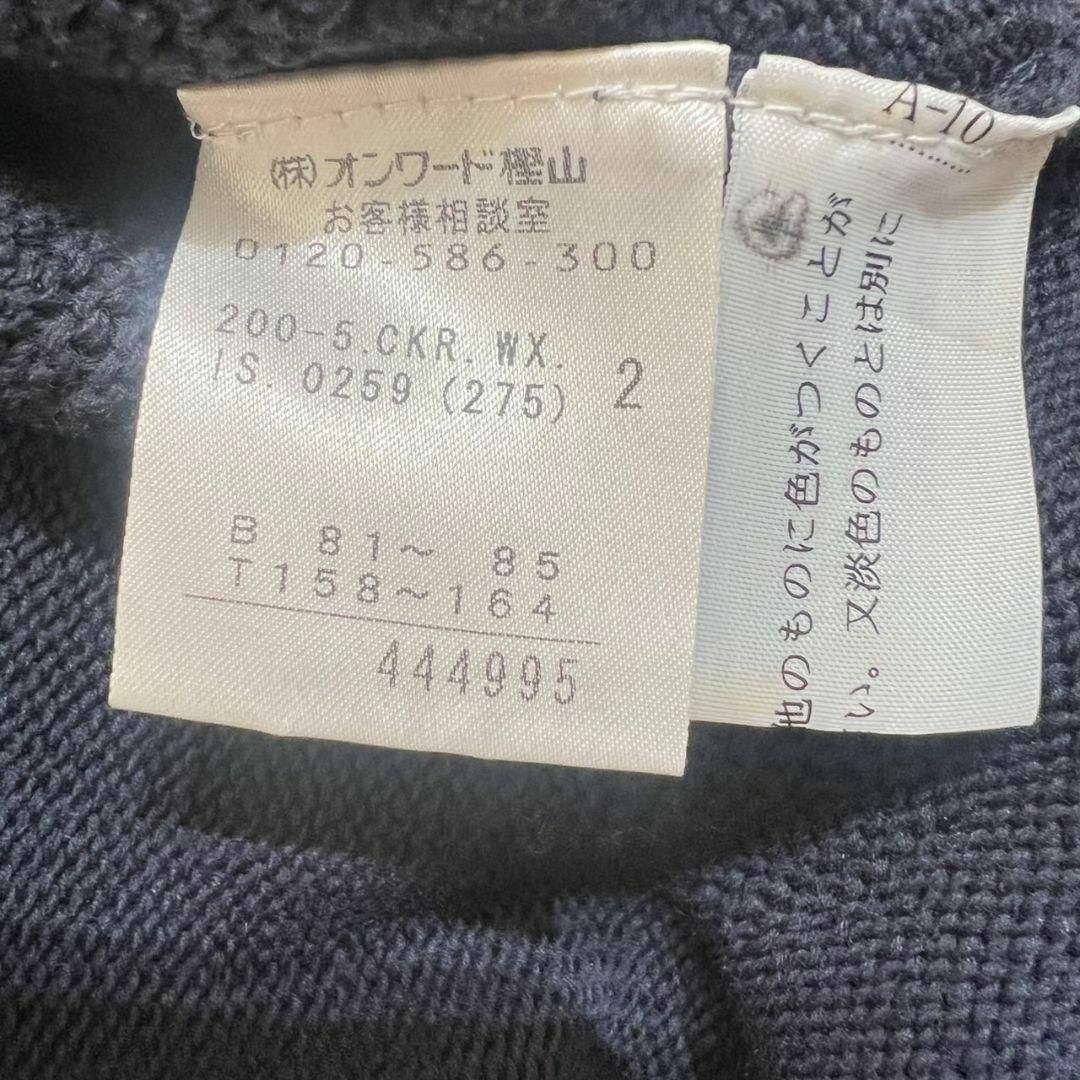 (株)オンワード樫山
お客様相談室
0120-586-300
200-5.CKR.WX.
IS. 0259 (275) 2
B 81~ 85
T158~164
444995
A-10
他のものに色がつくことが
い。又淡色のものとは別に